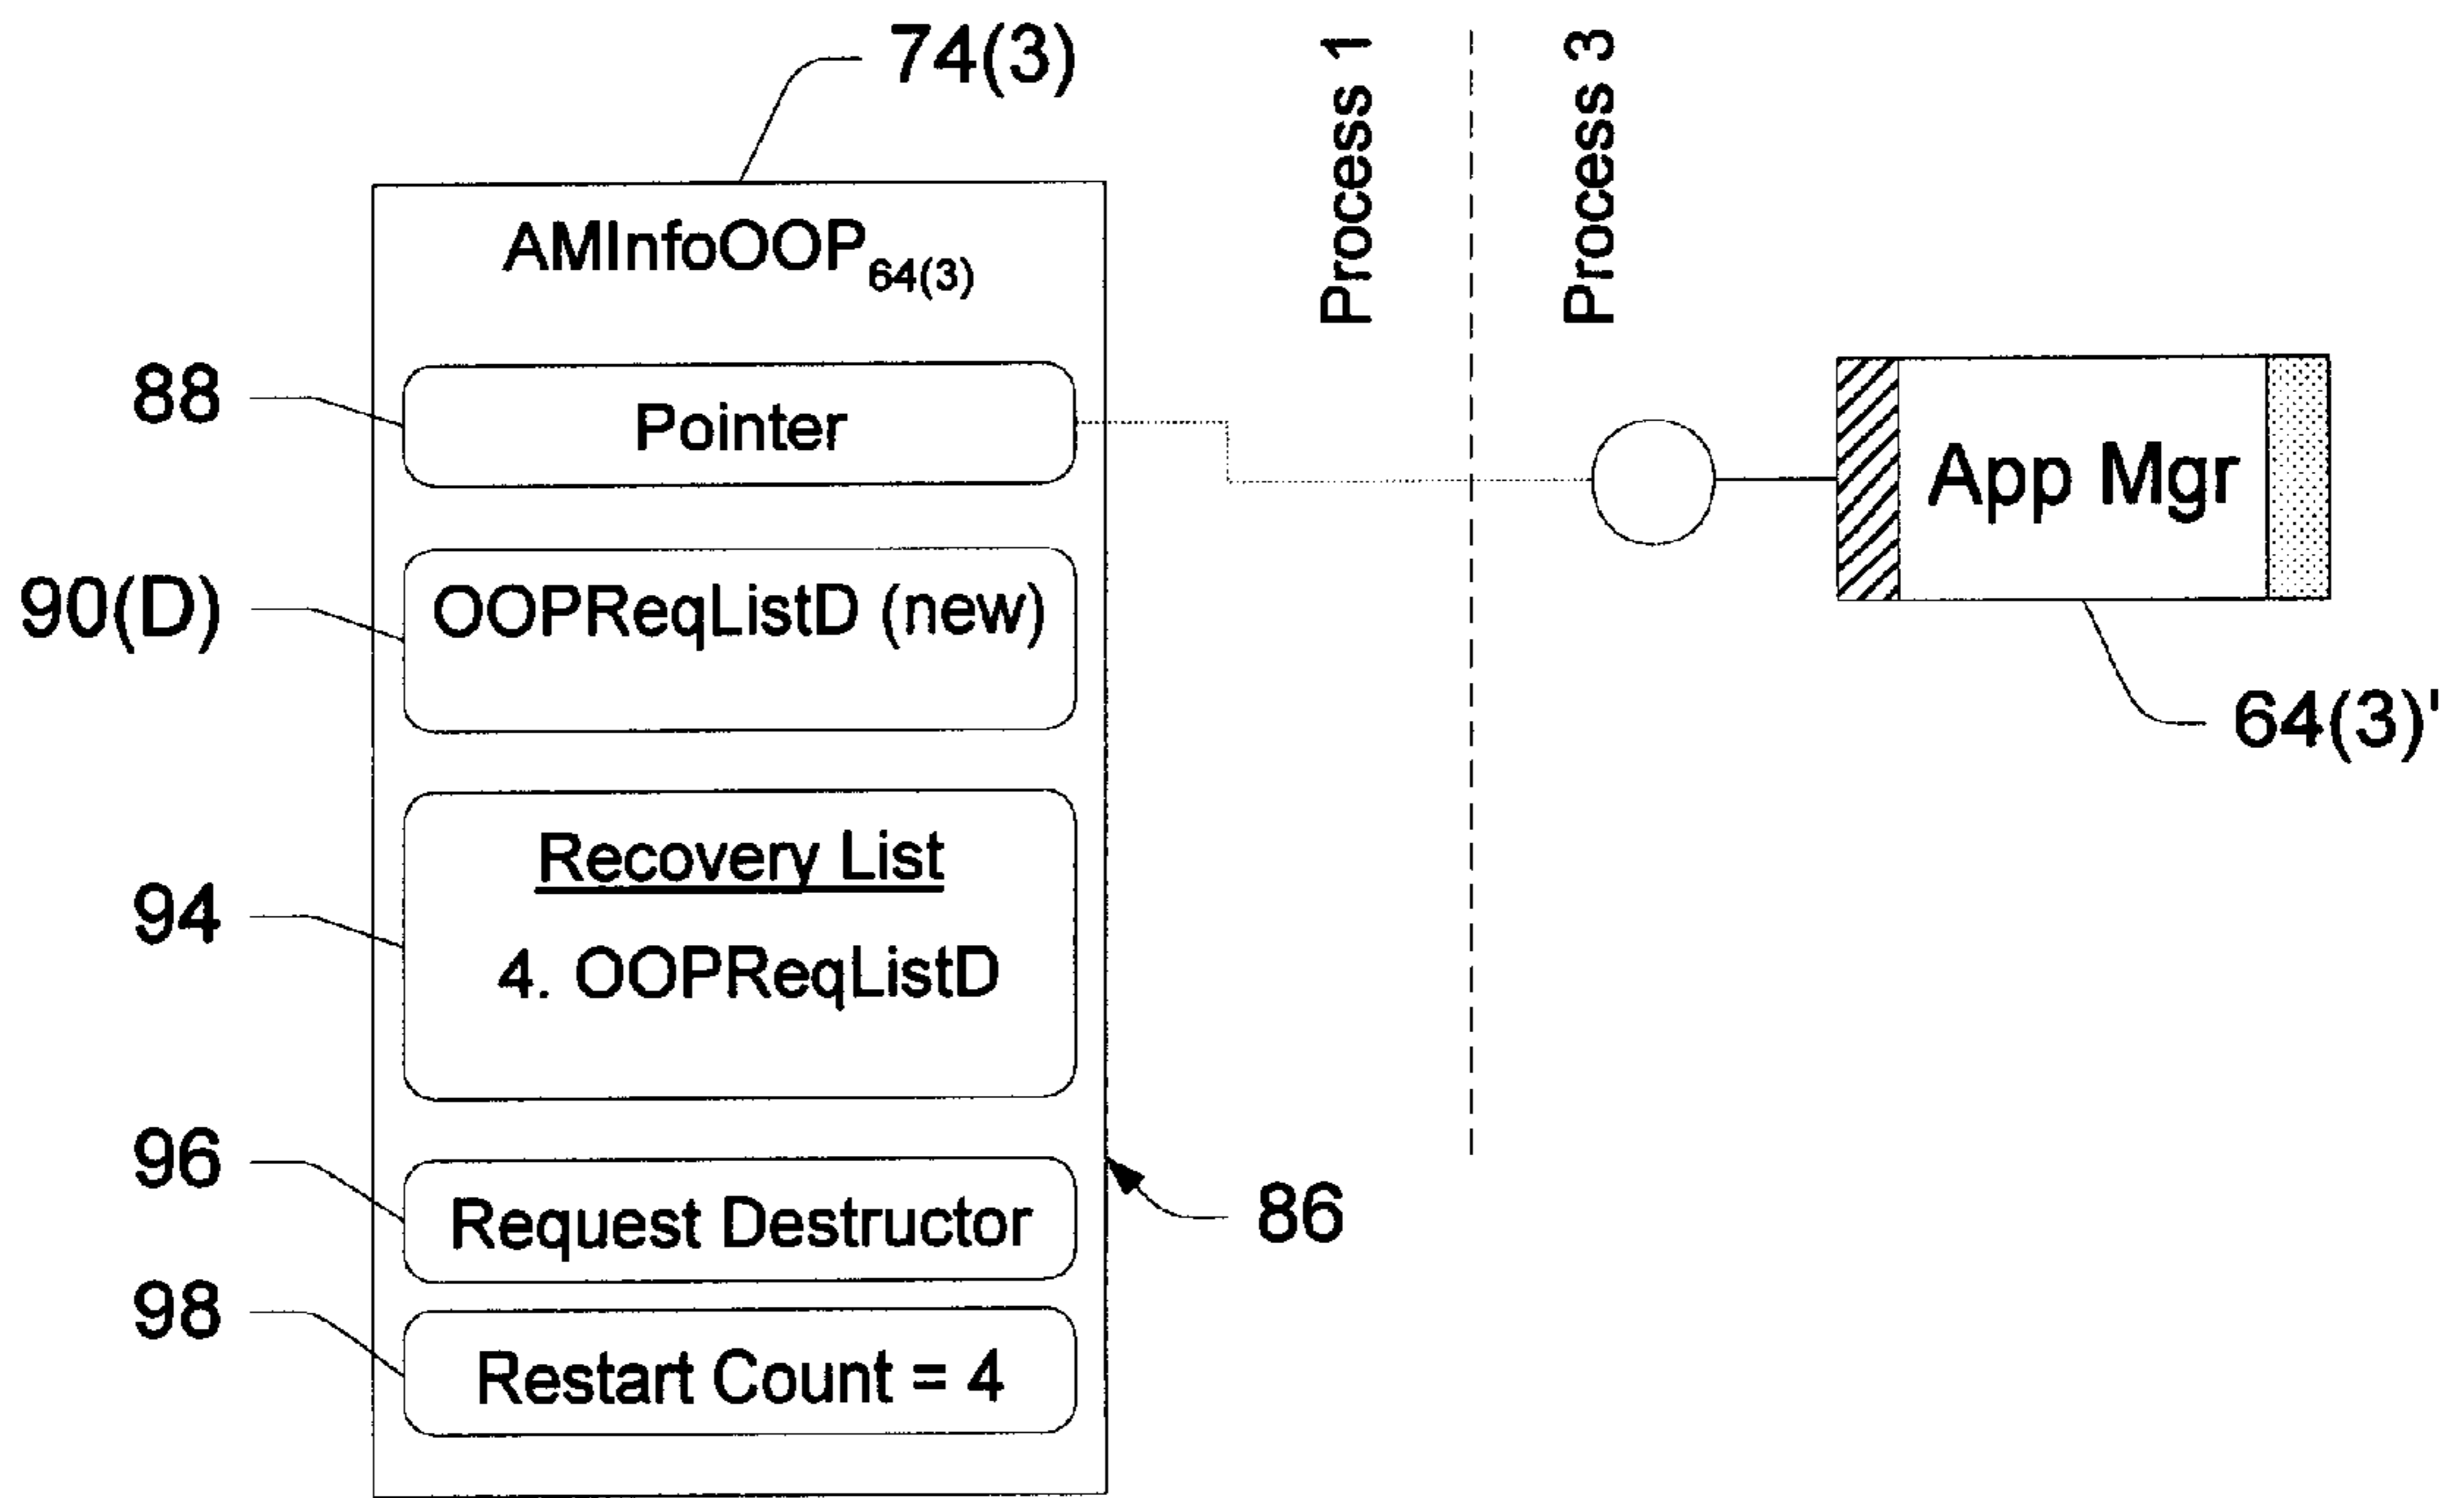 74(3)
Process 1
Process 3
AMInfoOOP64(3)
88
Pointer
App Mgr
90(D)
OOPReqListD (new)
64(3)'
Recovery List
94
4. OOPReqListD
96
Request Destructor
86
98
Restart Count = 4